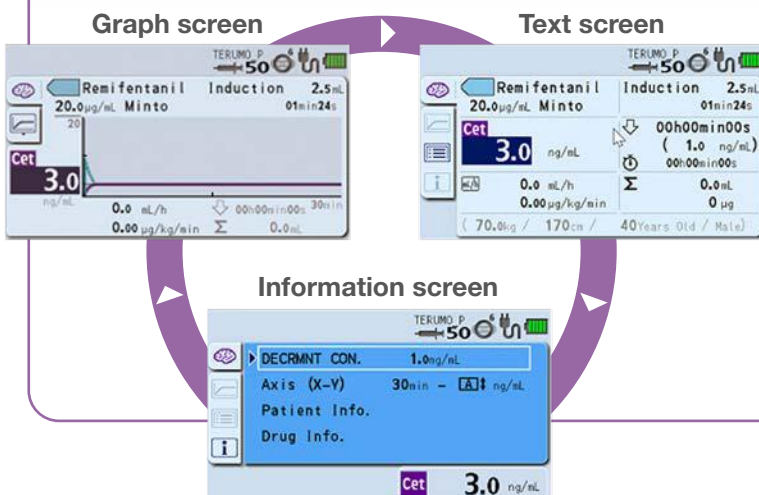 Graph screen
TERUMO P
50 6
Remifentanil Induction 2.5mL
20.0µg/mL Minto 01min24s
20
Cet
3.0
ng/mL
0.0 mL/h 00h00min00s 30min
0.00 µg/kg/min Σ 0.0mL
Text screen
TERUMO P
50 6
Remifentanil Induction 2.5mL
20.0µg/mL Minto 01min24s
Cet
3.0 ng/mL
00h00min00s
( 1.0 ng/mL)
00h00min00s
0.0 mL/h Σ 0.0mL
0.00µg/kg/min 0 µg
( 70.0kg / 170cm / 40Years Old / Male)
Information screen
TERUMO P
50 6
DECRMNT CON. 1.0ng/mL
Axis (X-Y) 30min - A ng/mL
Patient Info.
Drug Info.
i
Cet 3.0 ng/mL